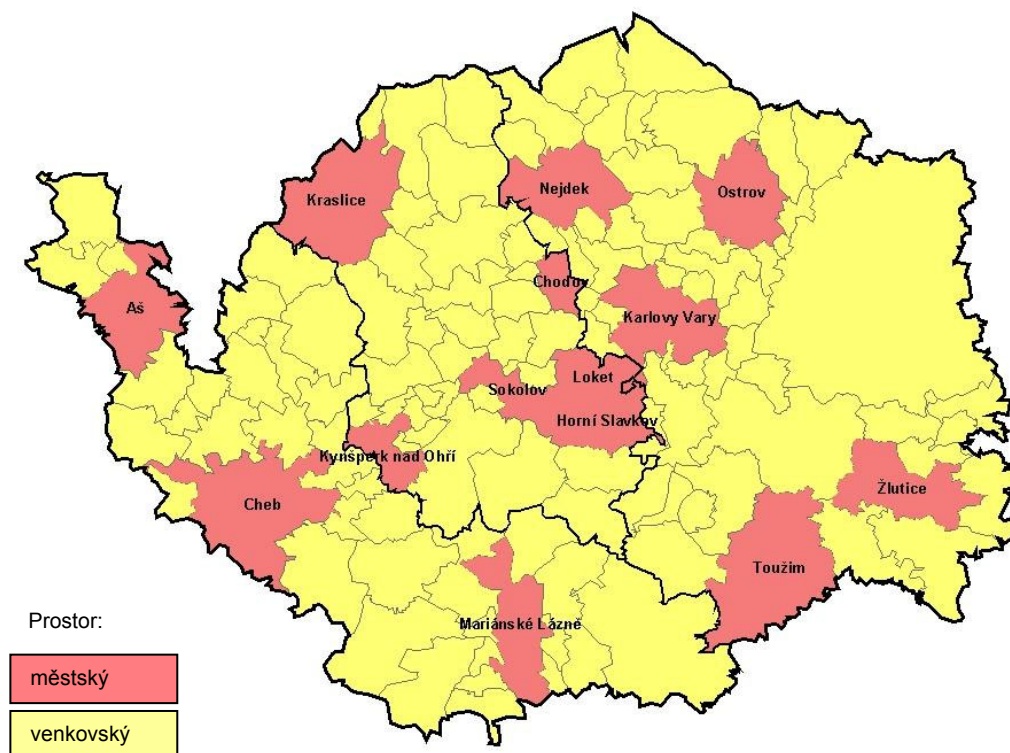 Kraslice
Nejdek
Ostrov
Aš
Chodov
Karlovy Vary
Loket
Sokolov
Horní Slavkov
Kynšperk nad Ohří
Cheb
Žlutice
Toužim
Mariánské Lázně
Prostor:
městský
venkovský